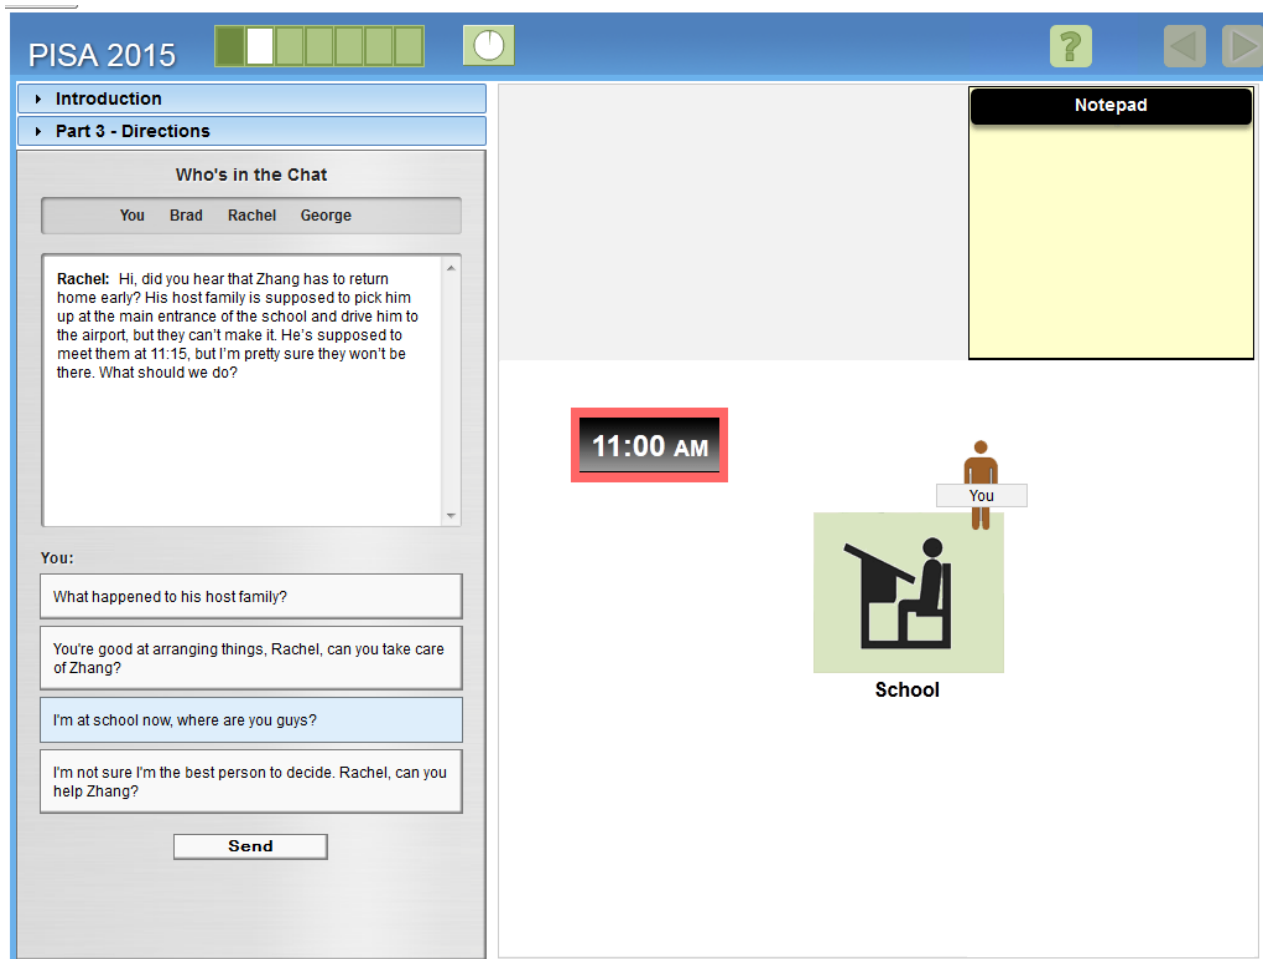 PISA 2015
?
Introduction
Part 3 - Directions
Who's in the Chat
You Brad Rachel George
Rachel: Hi, did you hear that Zhang has to return
home early? His host family is supposed to pick him
up at the main entrance of the school and drive him to
the airport, but they can't make it. He's supposed to
meet them at 11:15, but I'm pretty sure they won't be
there. What should we do?
You:
What happened to his host family?
You're good at arranging things, Rachel, can you take care
of Zhang?
I'm at school now, where are you guys?
I'm not sure I'm the best person to decide. Rachel, can you
help Zhang?
Send
Notepad
11:00 AM
You
School